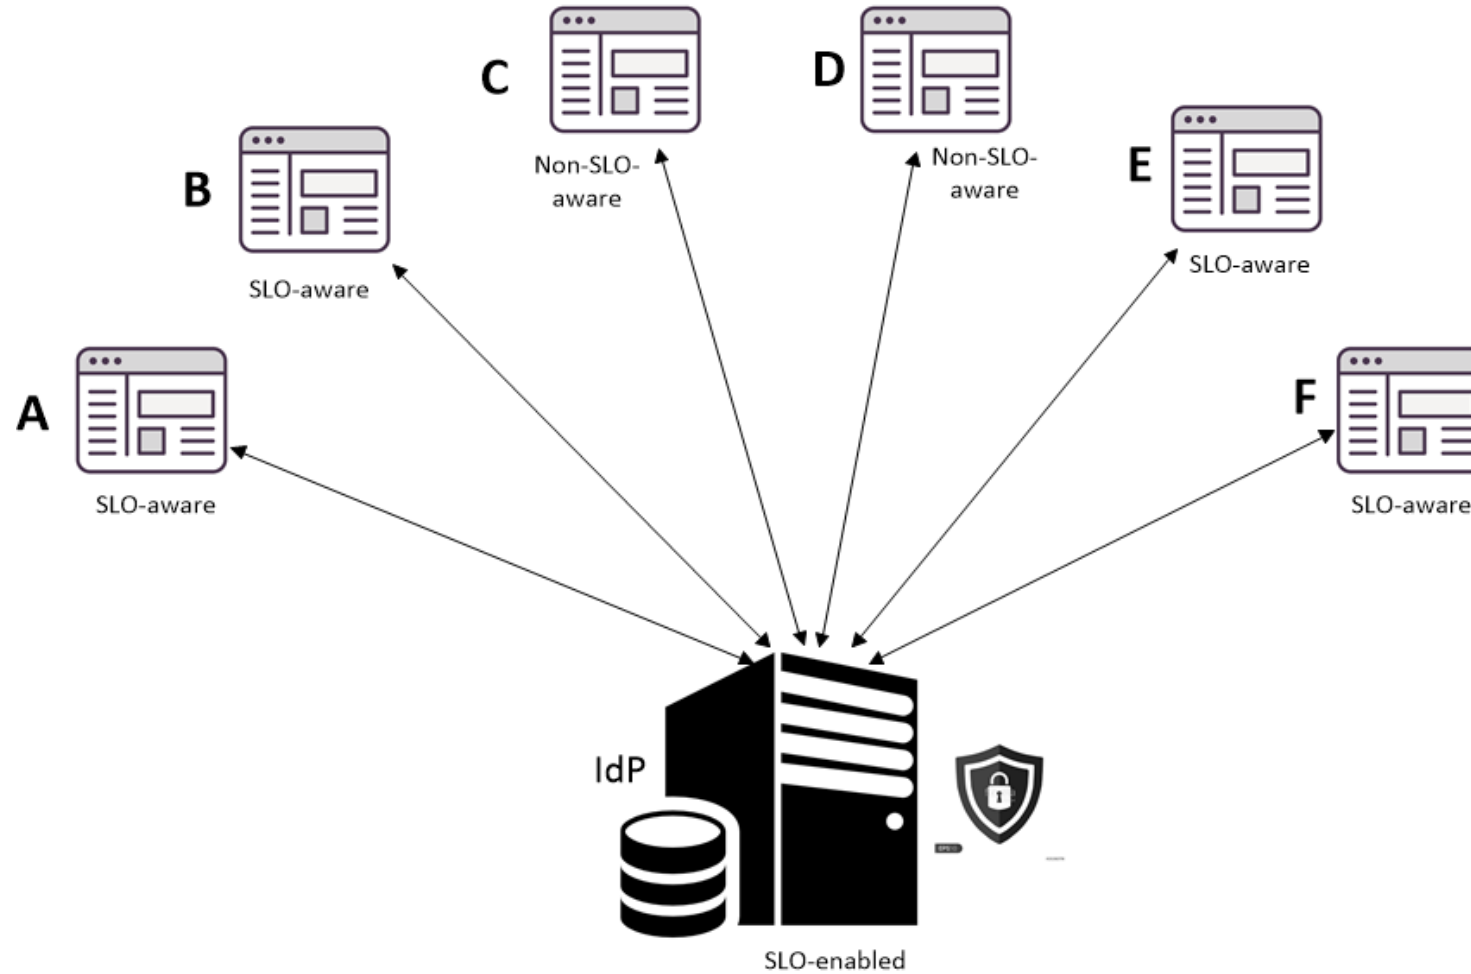 C
D
Non-SLO-
aware
Non-SLO-
aware
B
E
SLO-aware
SLO-aware
A
F
SLO-aware
SLO-aware
IdP
SLO-enabled